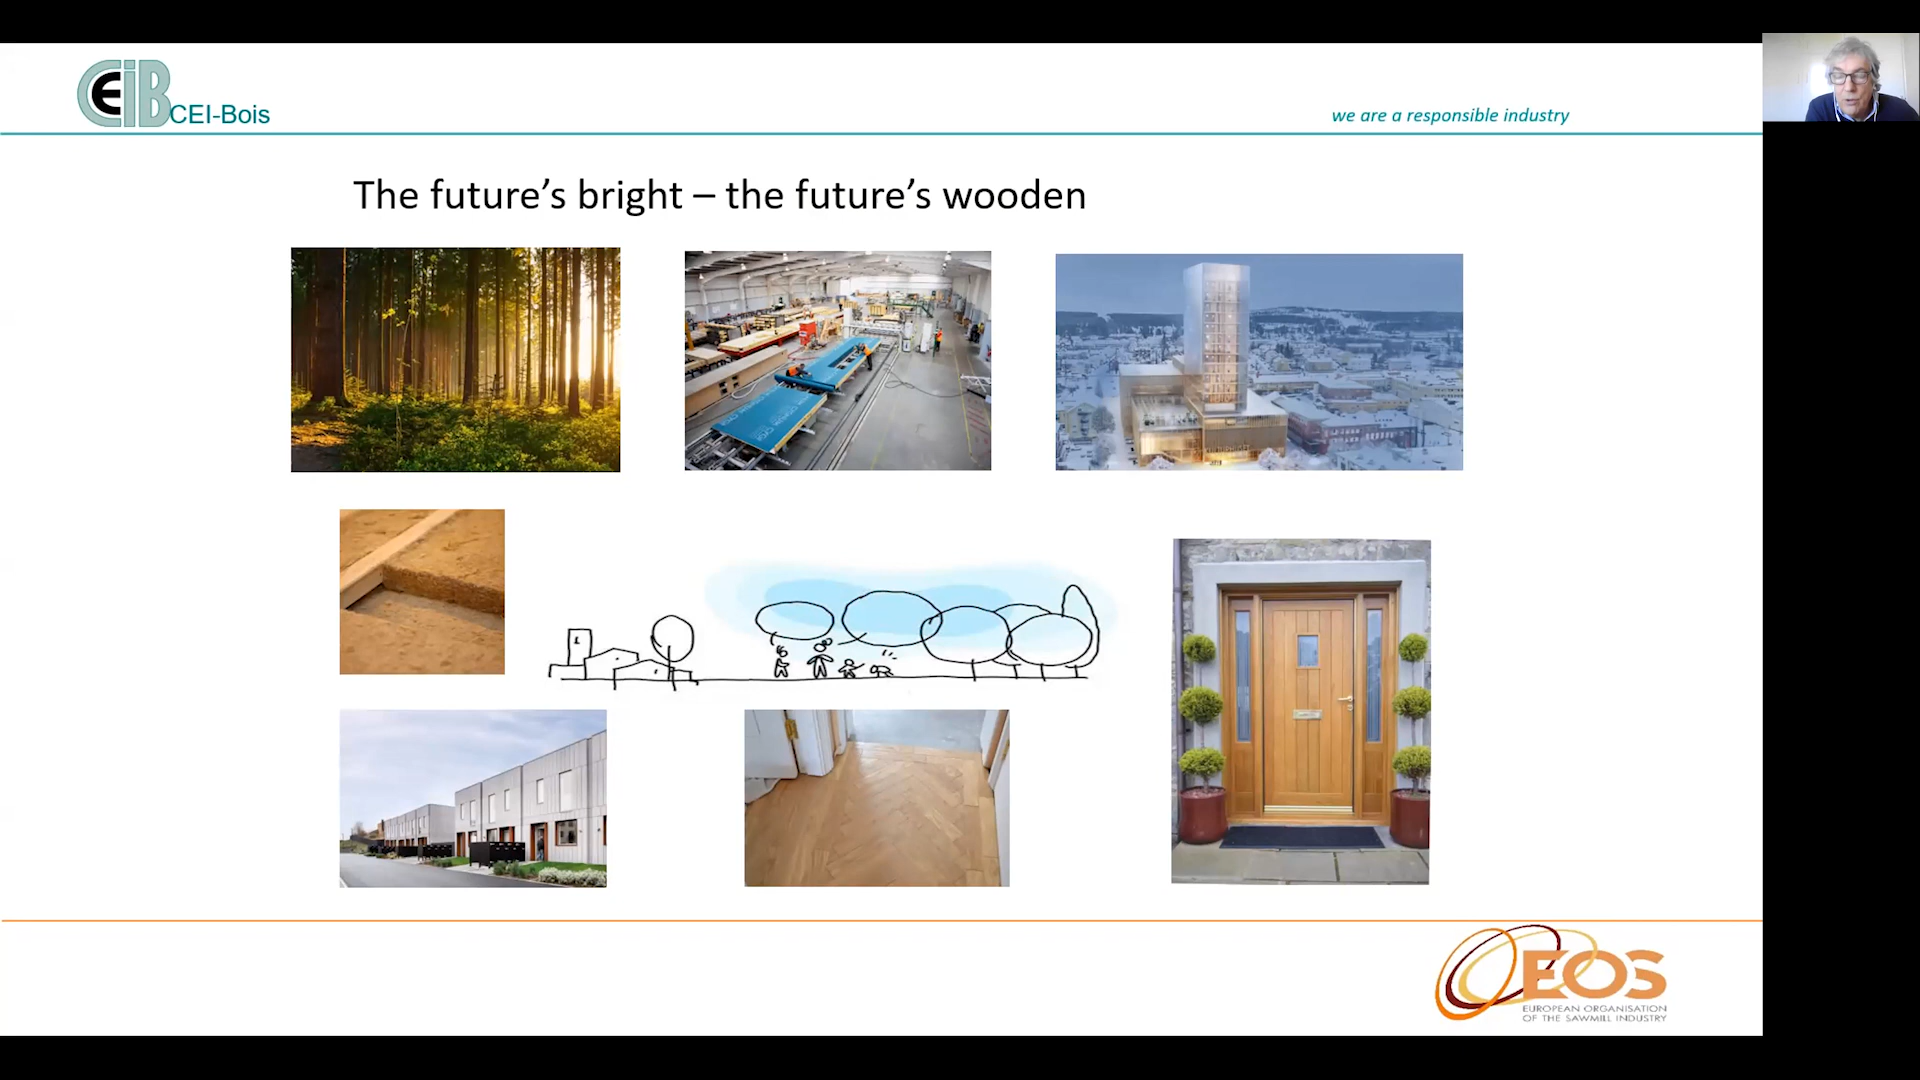 CEiB
CEI-Bois
we are a responsible industry
The future’s bright – the future’s wooden
EOS
EUROPEAN ORGANISATION
OF THE SAWMILL INDUSTRY